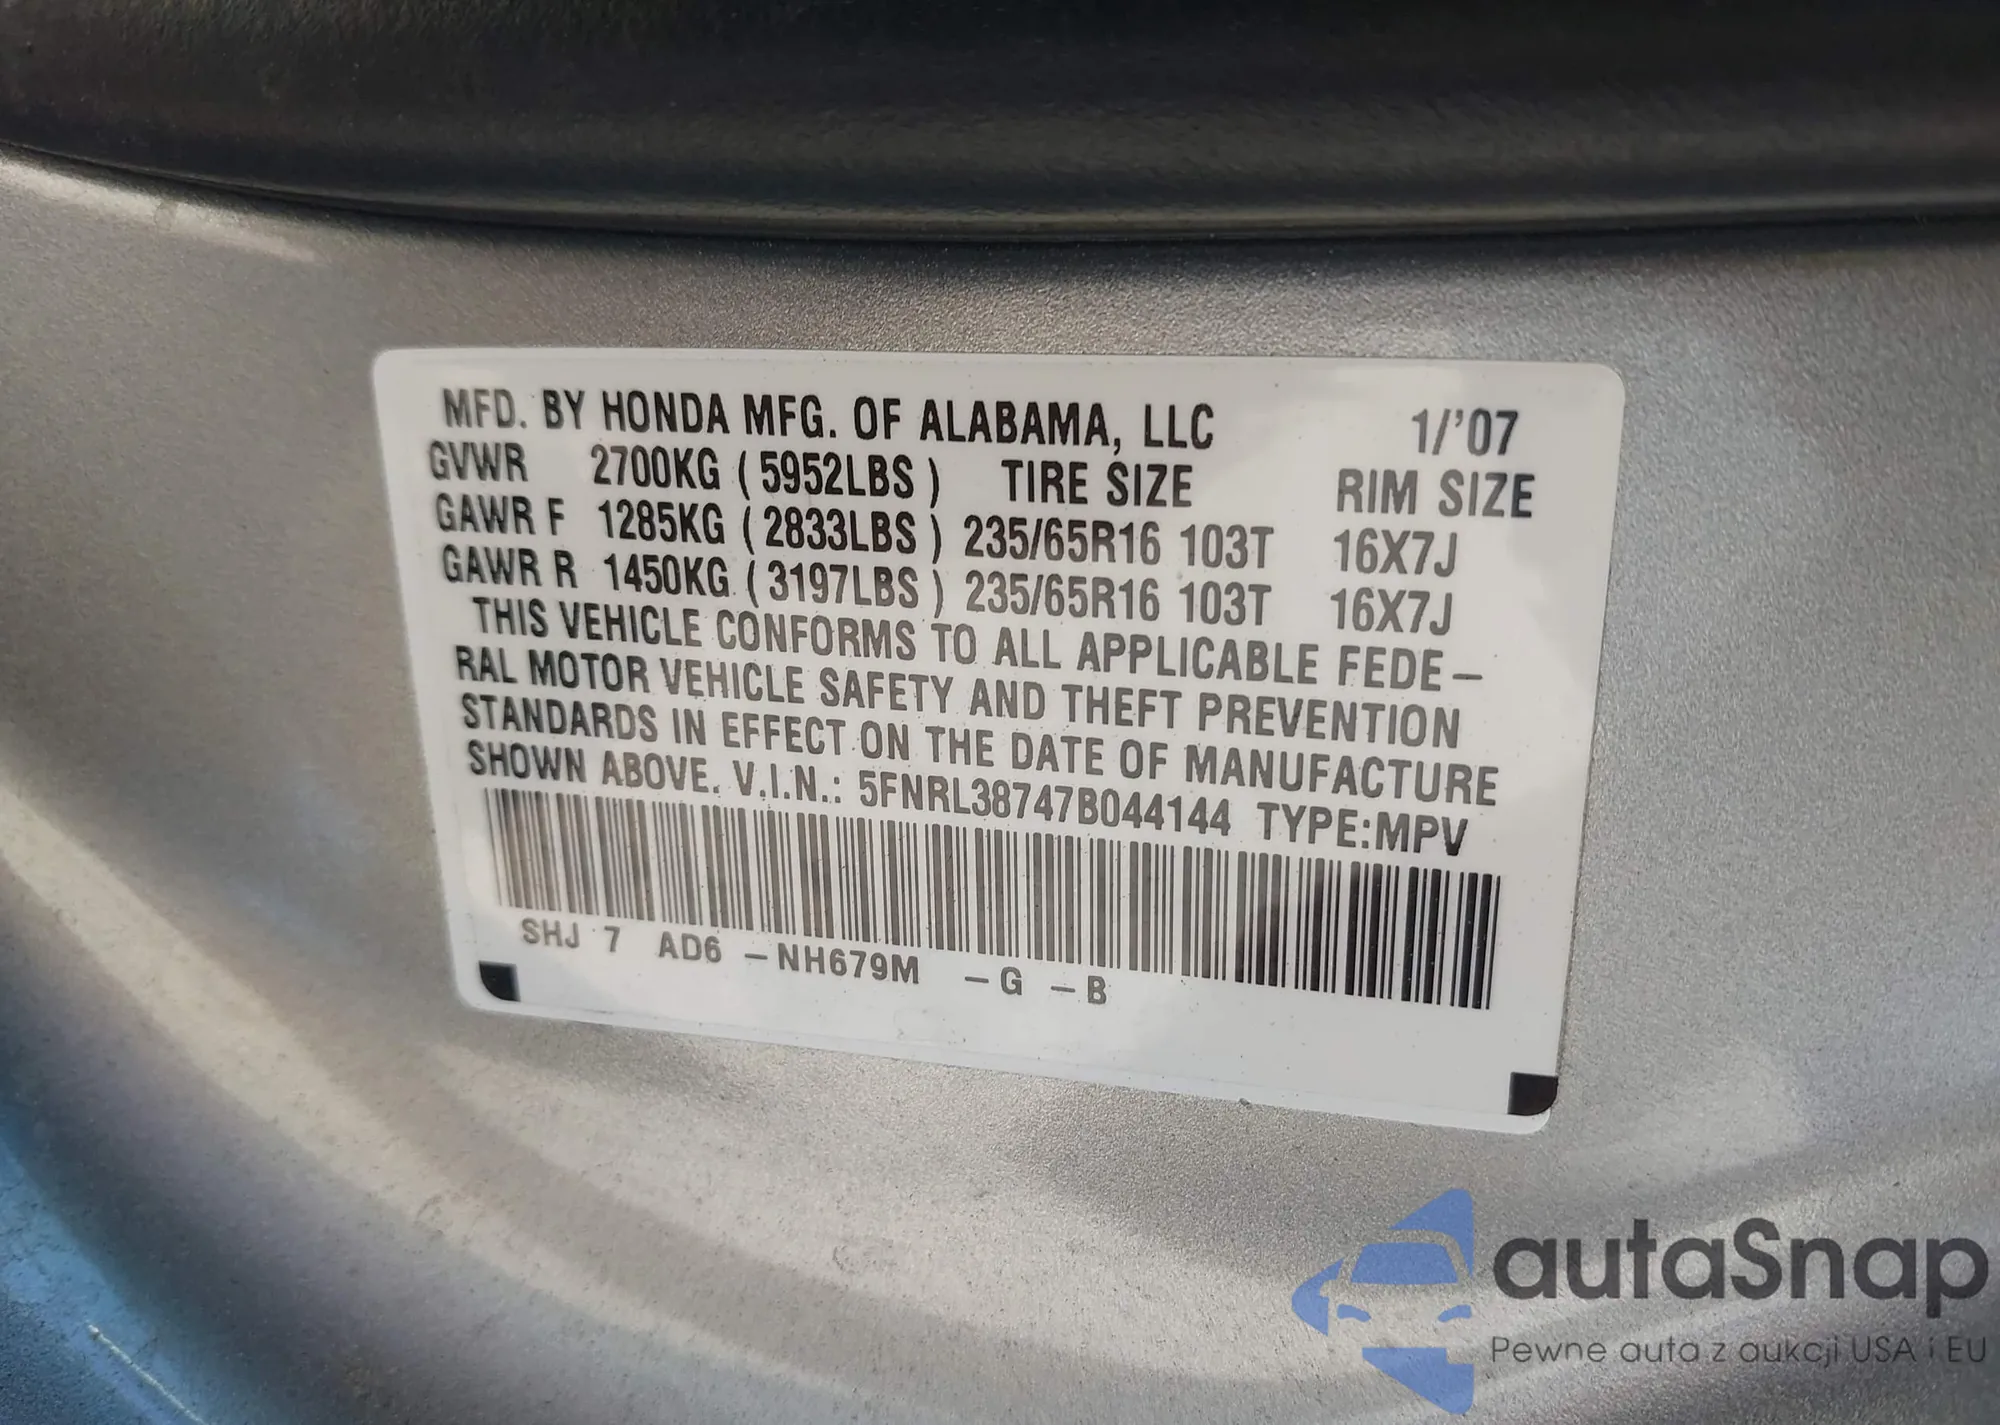 MFD. BY HONDA MFG. OF ALABAMA, LLC 1/'07
GVWR 2700KG ( 5952LBS ) TIRE SIZE RIM SIZE
GAWR F 1285KG ( 2833LBS ) 235/65R16 103T 16X7J
GAWR R 1450KG ( 3197LBS ) 235/65R16 103T 16X7J
THIS VEHICLE CONFORMS TO ALL APPLICABLE FEDE-
RAL MOTOR VEHICLE SAFETY AND THEFT PREVENTION
STANDARDS IN EFFECT ON THE DATE OF MANUFACTURE
SHOWN ABOVE. V.I.N.: 5FNRL38747B044144 TYPE:MPV
SHJ 7 AD6 -NH679M -G -B
autaSnap
Pewne auta z aukcji USA i EU